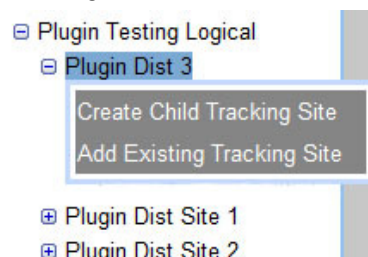 Plugin Testing Logical
Plugin Dist 3
Create Child Tracking Site
Add Existing Tracking Site
Plugin Dist Site 1
Plugin Dist Site 2